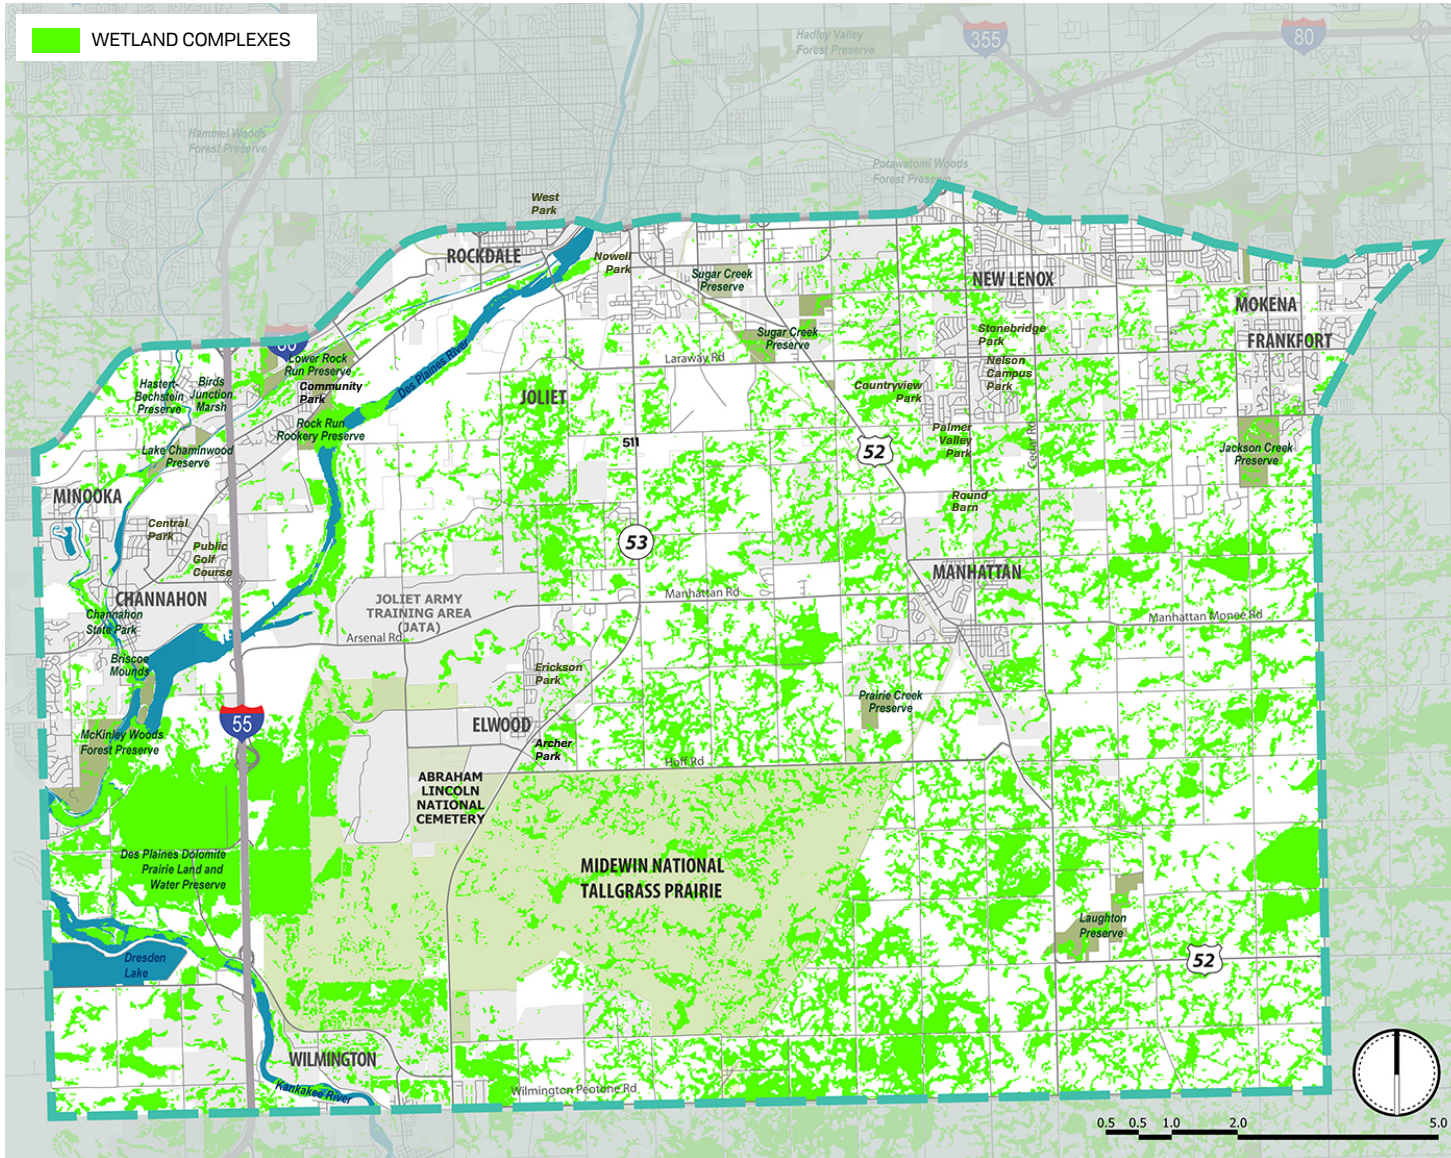 WETLAND COMPLEXES
Hadley Valley
Forest Preserve
355
80
Hammel Woods
Forest Preserve
Potawatomi Woods
Forest Preserve
West
Park
ROCKDALE
Nowell
Park
Sugar Creek
Preserve
NEW LENOX
MOKENA
FRANKFORT
Stonebridge
Park
Sugar Creek
Preserve
Laraway Rd
Nelson
Campus
Park
Countryview
Park
80
Lower Rock
Run Preserve
Community
Park
Des Plaines River
Hastert-
Bechstein
Preserve
Birds
Junction
Marsh
JOLIET
Rock Run
Rookery Preserve
Lake Chaminwood
Preserve
511
52
Palmer
Valley
Park
Cedar Rd
Jackson Creek
Preserve
MINOOKA
Central
Park
Public
Golf
Course
Round
Barn
53
MANHATTAN
CHANNAHON
Channahon
State Park
JOLIET ARMY
TRAINING AREA
(JATA)
Arsenal Rd
Manhattan Rd
Manhattan Monee Rd
Briscoe
Mounds
Erickson
Park
Prairie Creek
Preserve
55
McKinley Woods
Forest Preserve
ELWOOD
Archer
Park
Hoff Rd
ABRAHAM
LINCOLN
NATIONAL
CEMETERY
Des Plaines Dolomite
Prairie Land and
Water Preserve
MIDEWIN NATIONAL
TALLGRASS PRAIRIE
Laughton
Preserve
52
Dresden
Lake
WILMINGTON
Kankakee River
Wilmington Peotone Rd
0.5 0.5 1.0 2.0 5.0